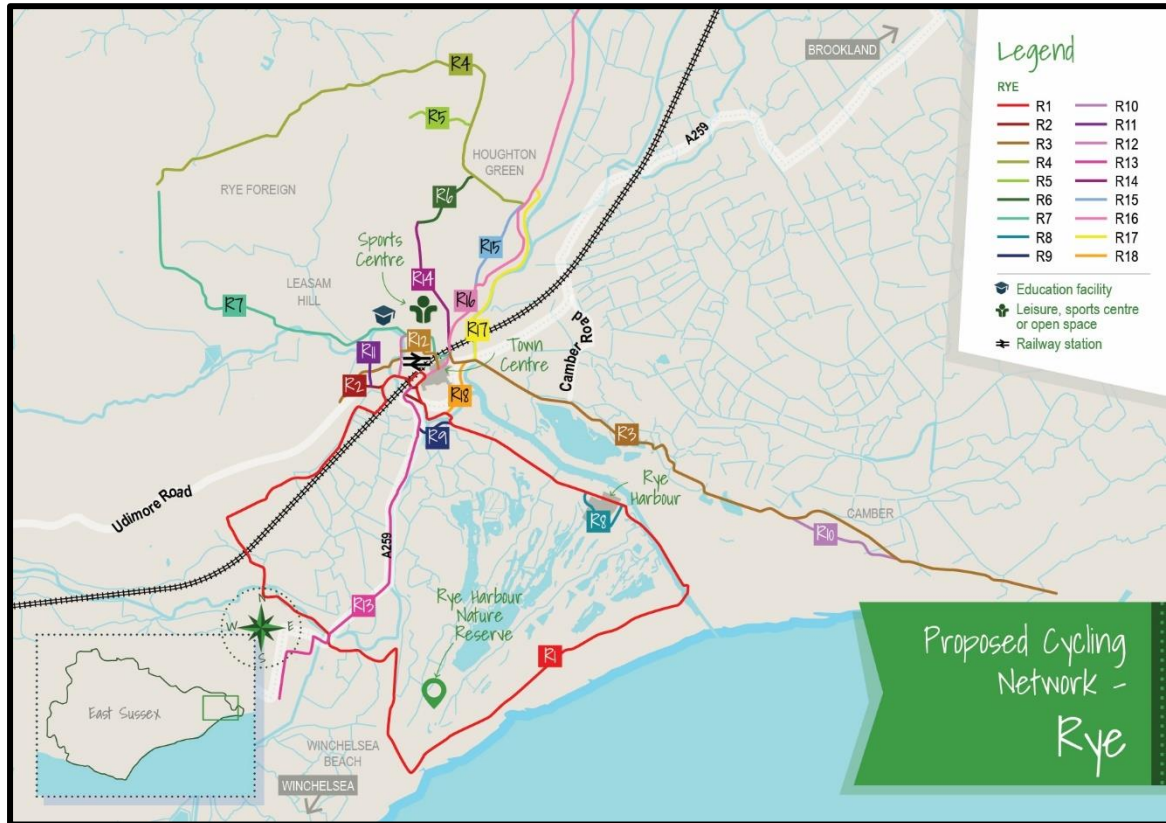 BROOKLAND
Legend
RYE
R1
R2
R3
R4
R5
R6
R7
R8
R9
R10
R11
R12
R13
R14
R15
R16
R17
R18
Education facility
Leisure, sports centre
or open space
Railway station
R4
R5
HOUGHTON
GREEN
A259
RYE FOREIGN
R6
Sports
Centre
R15
LEASAM
HILL
R14
R7
R16
R17
Camber Road
R12
Town
Centre
R11
R2
R18
R9
R3
Rye
Harbour
R8
Udimore Road
CAMBER
R10
A259
N
W
E
S
R13
Rye Harbour
Nature
Reserve
R1
East Sussex
WINCHELSEA
BEACH
WINCHELSEA
Proposed Cycling
Network -
Rye